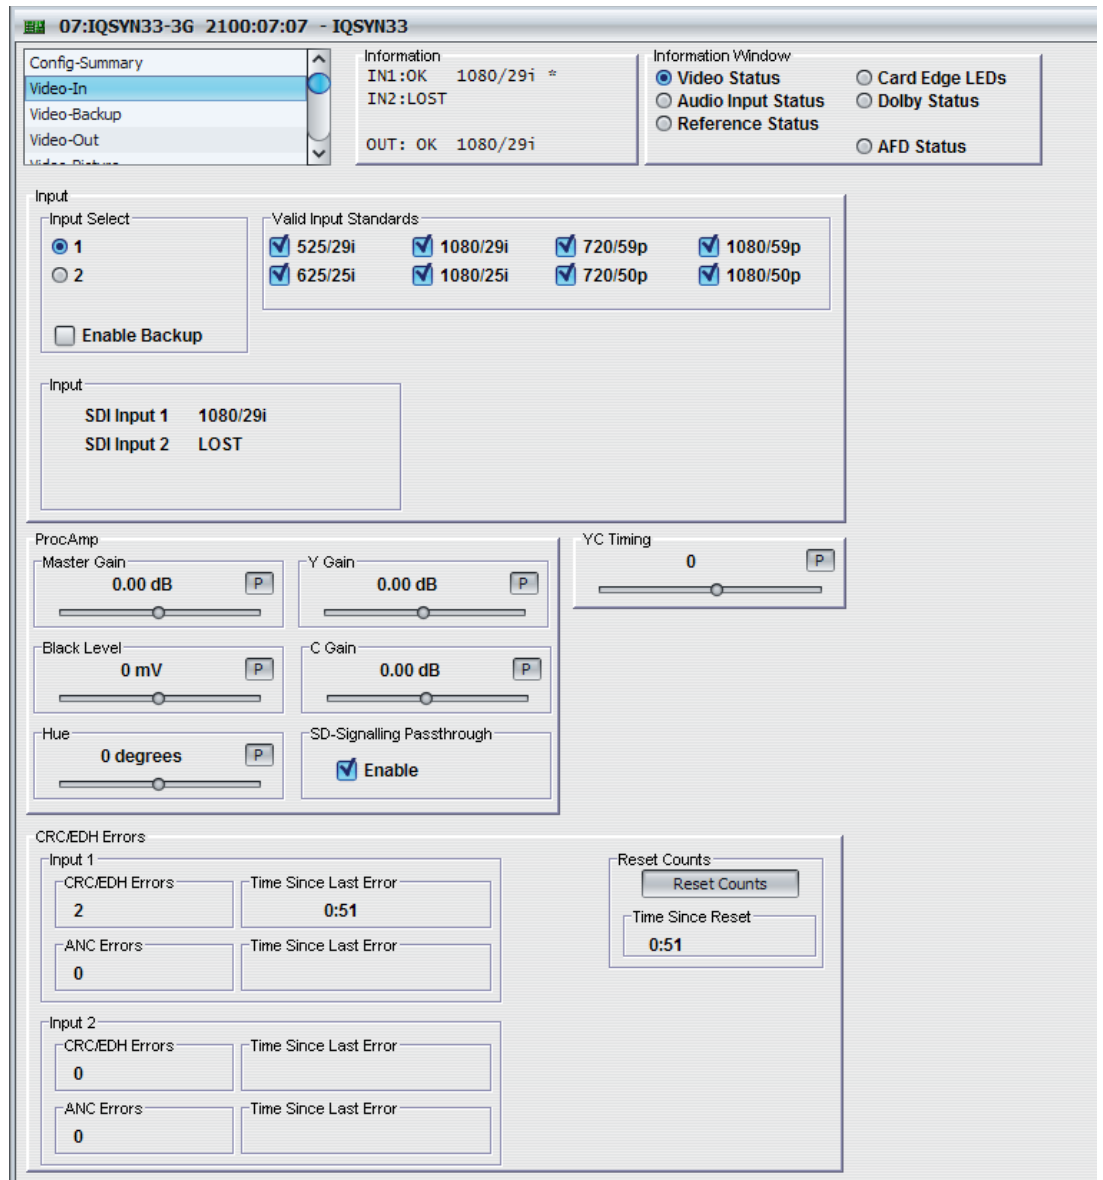 07:IQSYN33-3G 2100:07:07 - IQSYN33
Config-Summary
Video-In
Video-Backup
Video-Out
Video-Picture
Information
IN1:OK 1080/29i *
IN2:LOST
OUT: OK 1080/29i
Information Window
Video Status
Card Edge LEDs
Audio Input Status
Dolby Status
Reference Status
AFD Status
Input
Input Select
1
2
Enable Backup
Valid Input Standards
525/29i 1080/29i 720/59p 1080/59p
625/25i 1080/25i 720/50p 1080/50p
Input
SDI Input 1 1080/29i
SDI Input 2 LOST
ProcAmp
Master Gain
0.00 dB P
Y Gain
0.00 dB P
YC Timing
0 P
Black Level
0 mV P
C Gain
0.00 dB P
Hue
0 degrees P
SD-Signalling Passthrough
Enable
CRC/EDH Errors
Input 1
CRC/EDH Errors
2
Time Since Last Error
0:51
ANC Errors
0
Time Since Last Error
Reset Counts
Reset Counts
Time Since Reset
0:51
Input 2
CRC/EDH Errors
0
Time Since Last Error
ANC Errors
0
Time Since Last Error